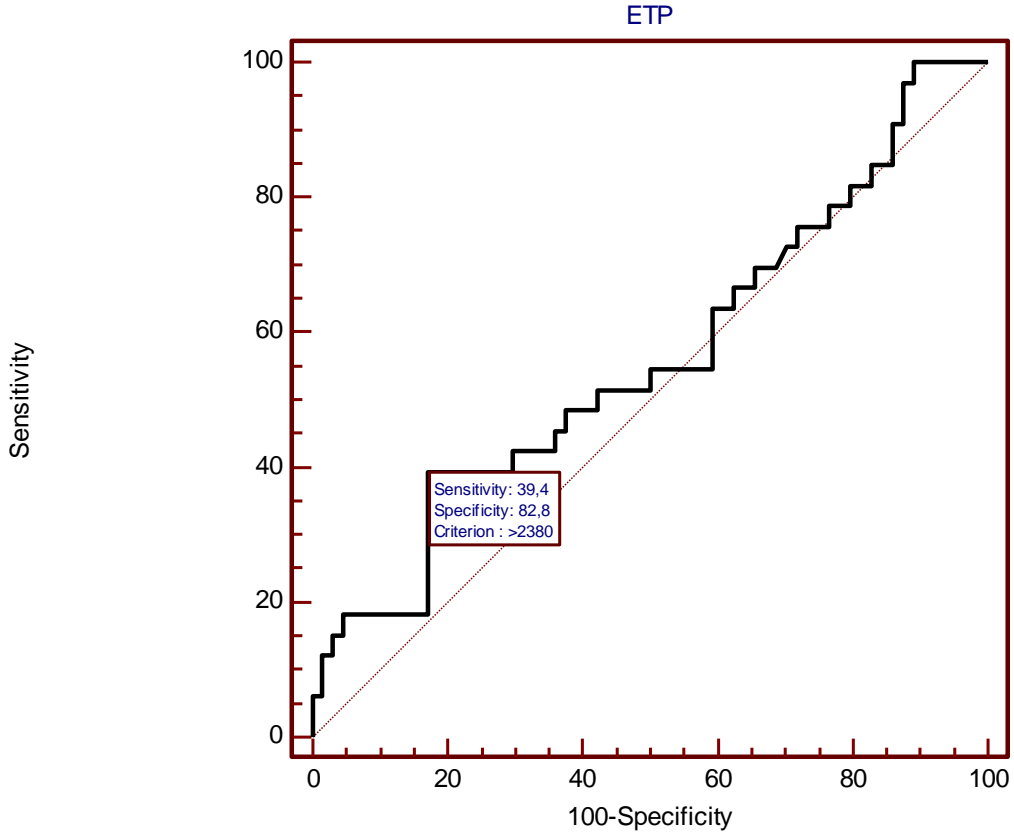 ETP
100
80
60
40
20
0
Sensitivity
Sensitivity: 39,4
Specificity: 82,8
Criterion : >2380
0 20 40 60 80 100
100-Specificity